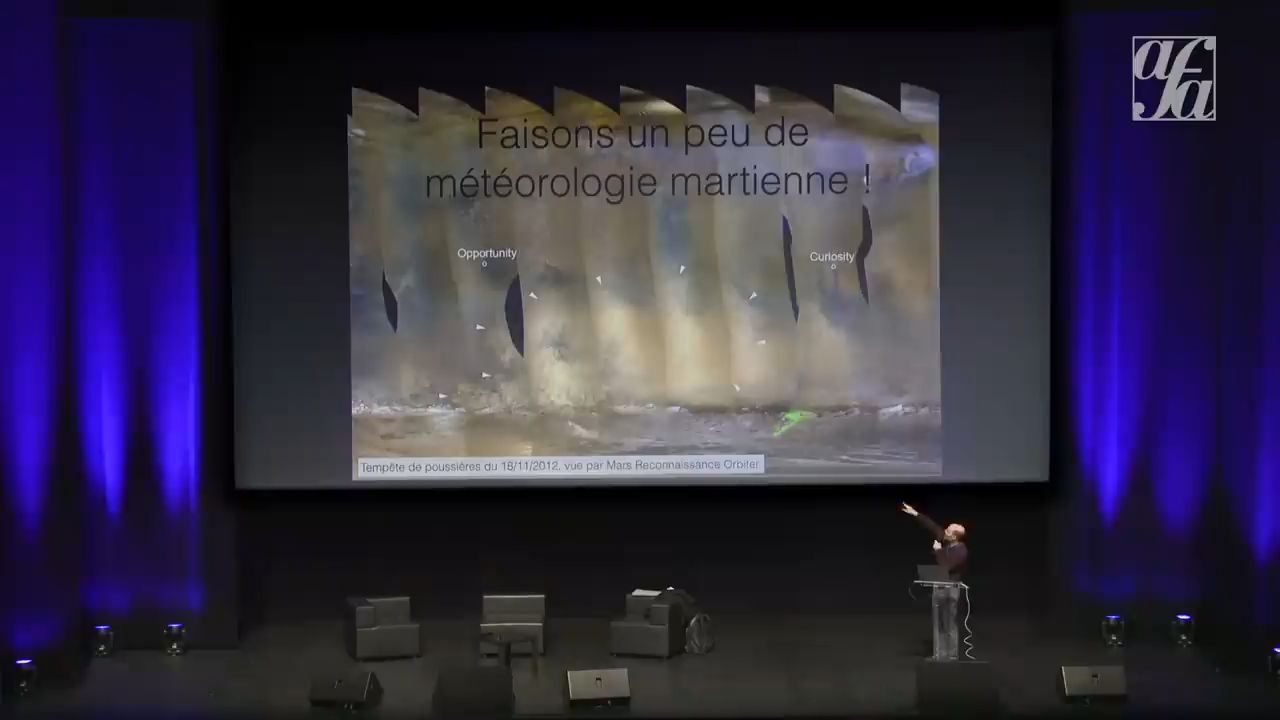 afa
Faisons un peu de
météorologie martienne !
Opportunity
Curiosity
Tempête de poussières du 18/11/2012, vue par Mars Reconnaissance Orbiter